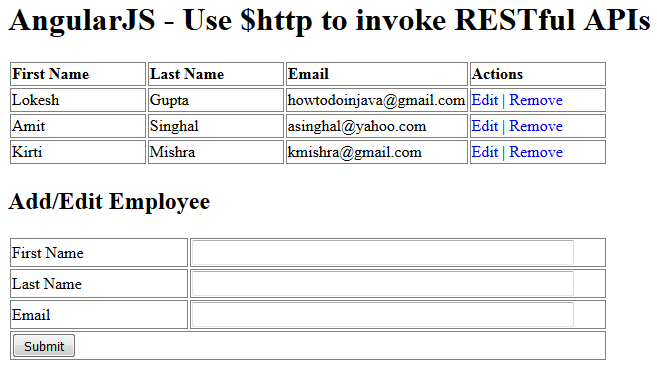 AngularJS - Use $http to invoke RESTful APIs
First Name Last Name Email Actions
Lokesh Gupta howtodoinjava@gmail.com Edit | Remove
Amit Singhal asinghal@yahoo.com Edit | Remove
Kirti Mishra kmishra@gmail.com Edit | Remove
Add/Edit Employee
First Name
Last Name
Email
Submit